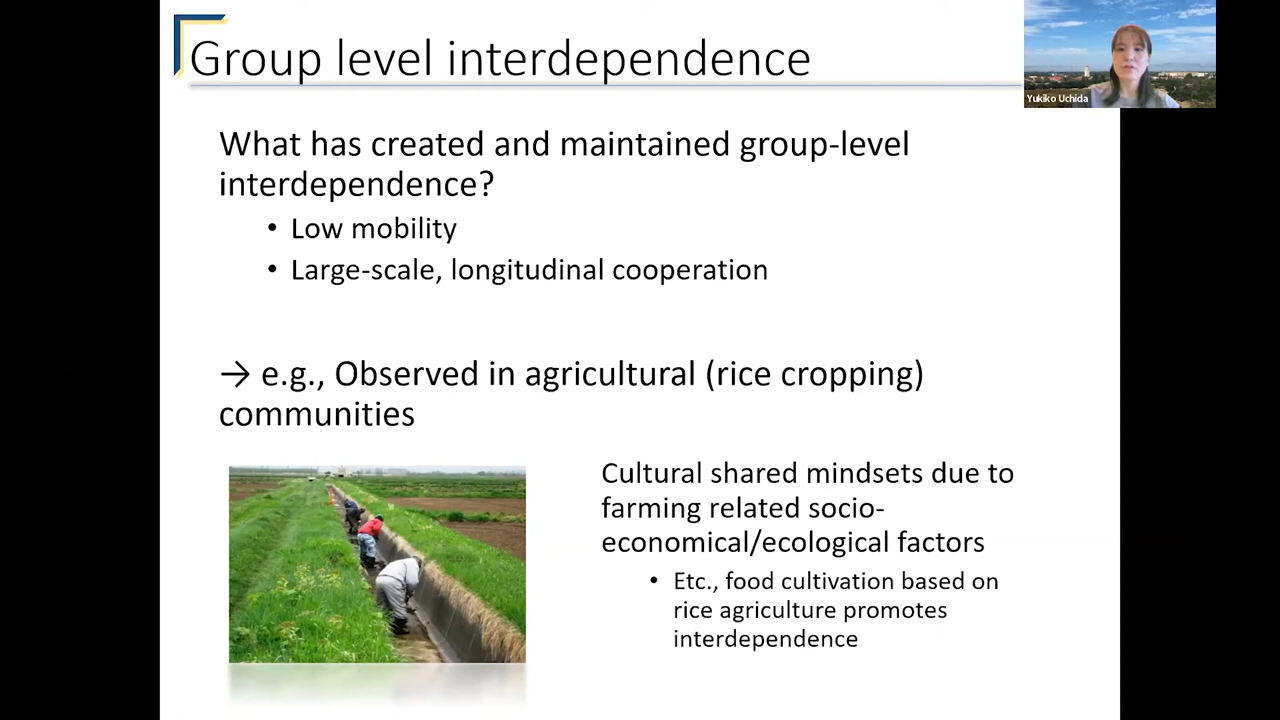 Group level interdependence
Yukiko Uchida
What has created and maintained group-level
interdependence?
• Low mobility
• Large-scale, longitudinal cooperation
→ e.g., Observed in agricultural (rice cropping)
communities
Cultural shared mindsets due to
farming related socio-
economical/ecological factors
• Etc., food cultivation based on
rice agriculture promotes
interdependence